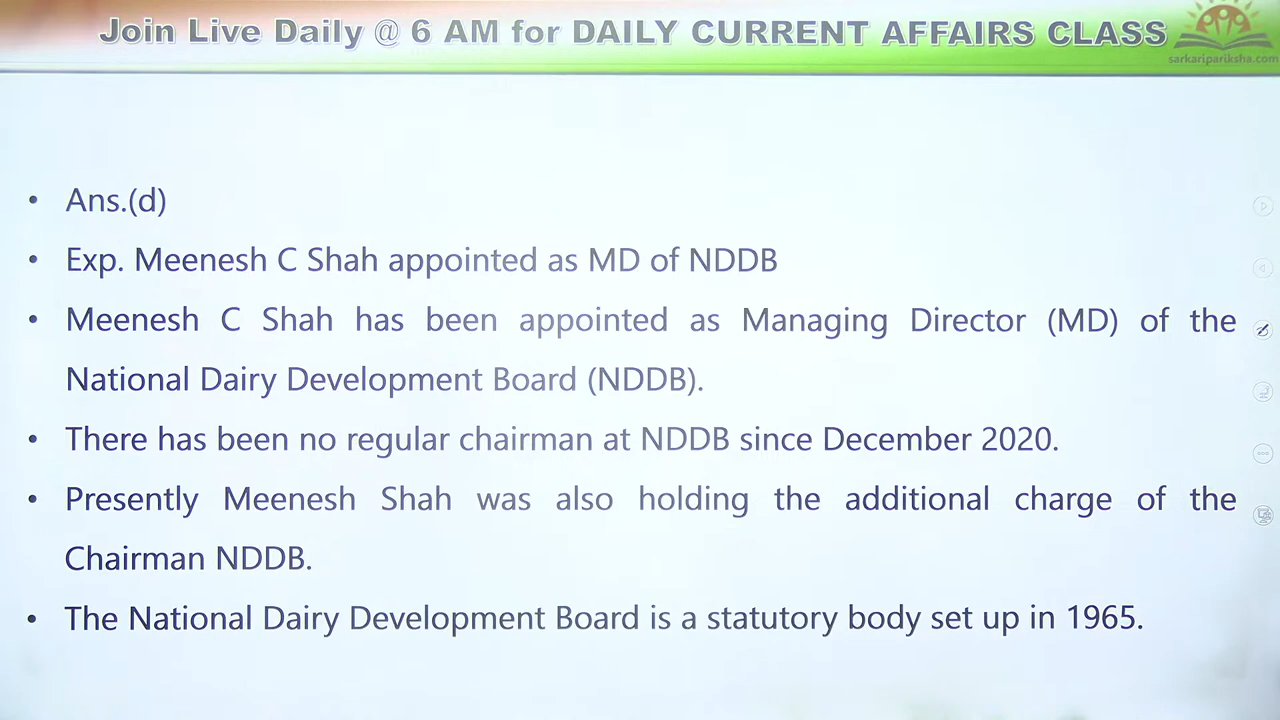 Join Live Daily @ 6 AM for DAILY CURRENT AFFAIRS CLASS
sarkaripariksha.com
• Ans.(d)
• Exp. Meenesh C Shah appointed as MD of NDDB
• Meenesh C Shah has been appointed as Managing Director (MD) of the
National Dairy Development Board (NDDB).
• There has been no regular chairman at NDDB since December 2020.
• Presently Meenesh Shah was also holding the additional charge of the
Chairman NDDB.
• The National Dairy Development Board is a statutory body set up in 1965.